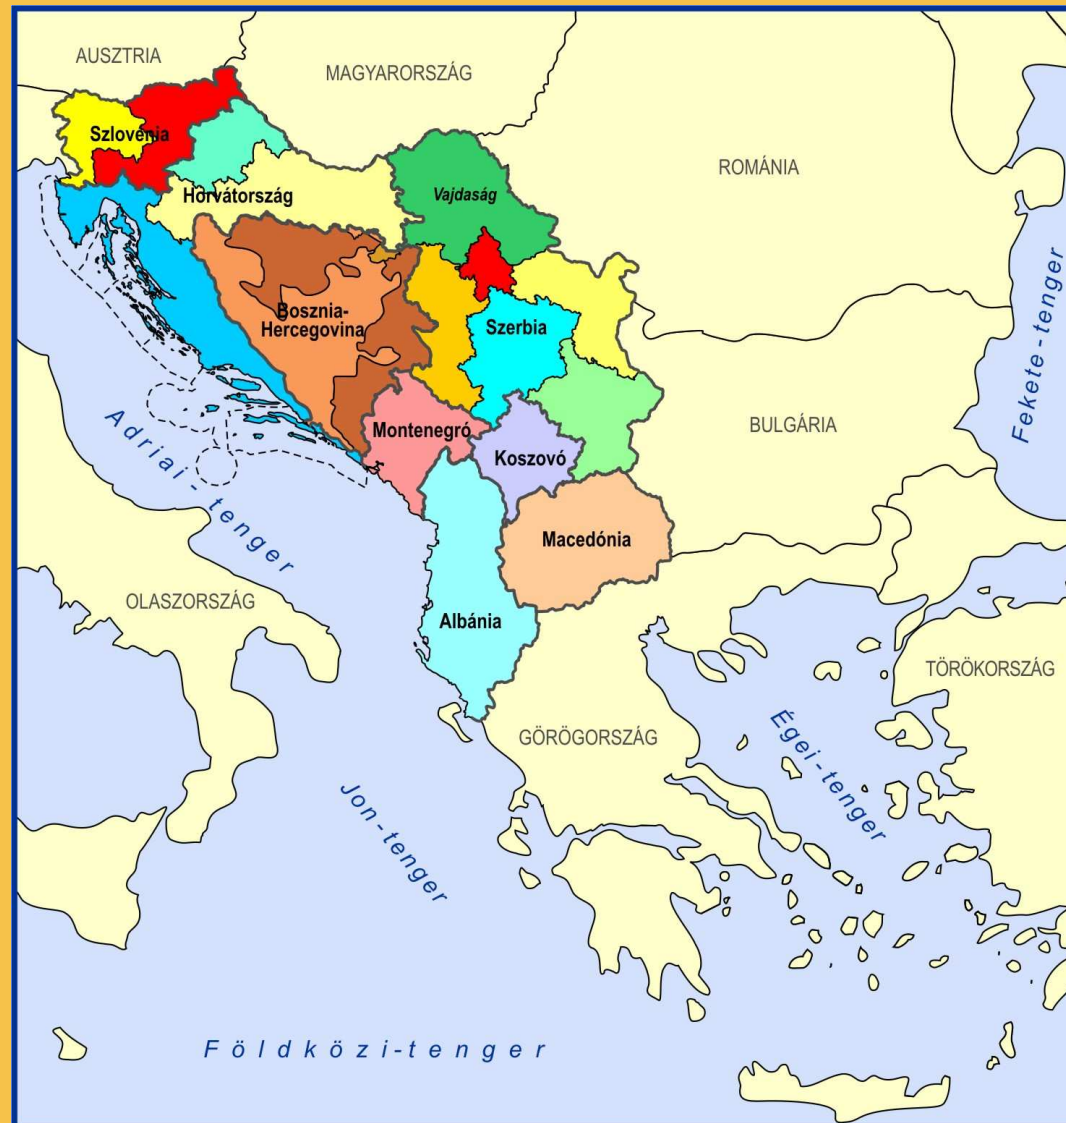 AUSZTRIA
MAGYARORSZÁG
Szlovénia
ROMÁNIA
Horvátország
Vajdaság
Bosznia-
Hercegovina
Szerbia
Fekete-tenger
Montenegró
Koszovó
BULGÁRIA
Adriai-tenger
Macedónia
OLASZORSZÁG
Albánia
TÖRÖKORSZÁG
GÖRÖGORSZÁG
Égei-tenger
Jon-tenger
Földközi-tenger